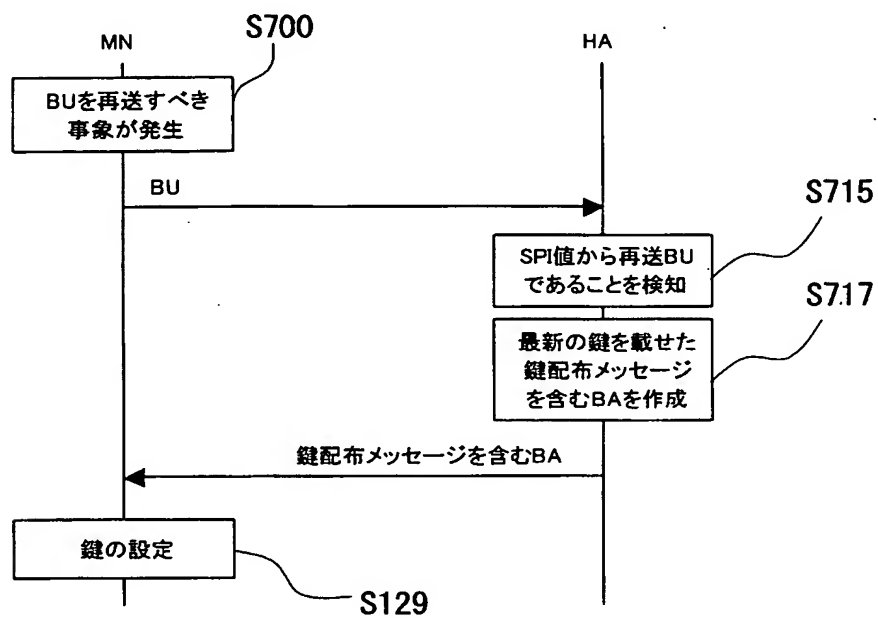 MN
S700
HA
BUを再送すべき
事象が発生
BU
S715
SPI値から再送BU
であることを検知
S717
最新の鍵を載せた
鍵配布メッセージ
を含むBAを作成
鍵配布メッセージを含むBA
鍵の設定
S129